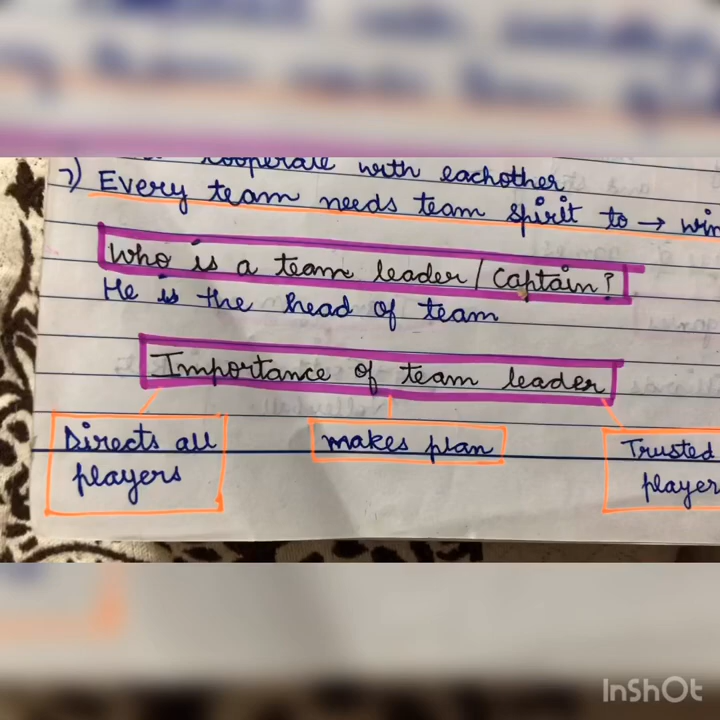 cooperate with eachother
7) Every team needs team spirit to → win
Who is a team leader / Captain?
He is the head of team
Importance of team leader
Directs all players
makes plan
Trusted player
InShOt